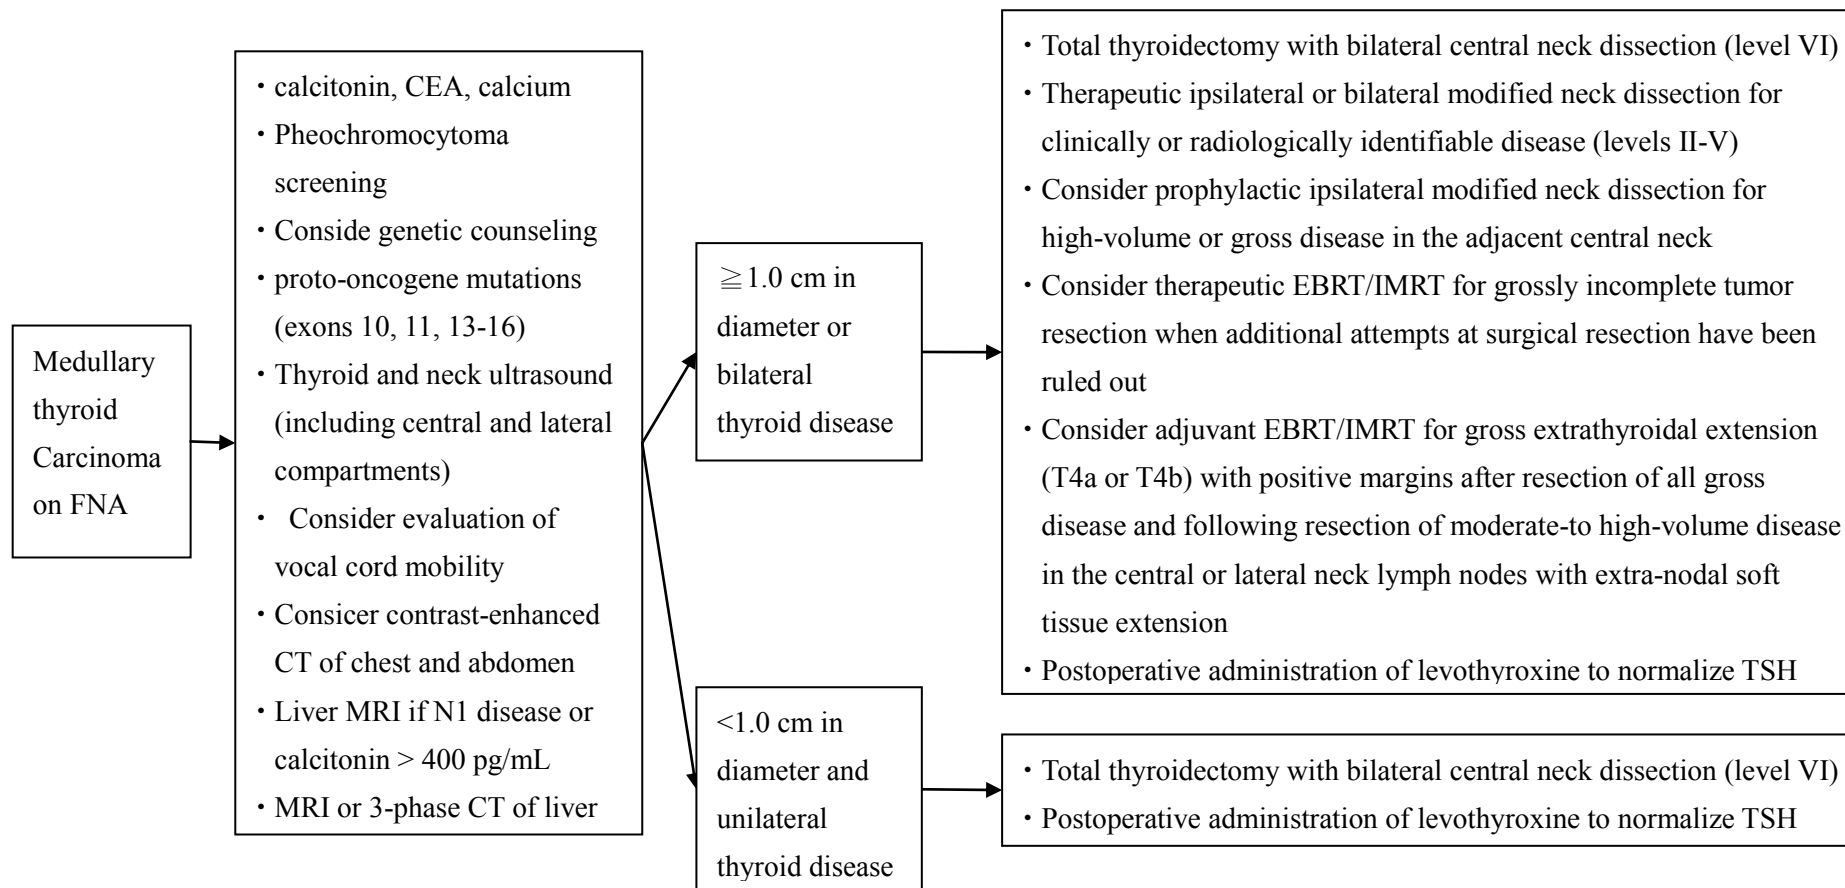 Medullary
thyroid
Carcinoma
on FNA
・calcitonin, CEA, calcium
・Pheochromocytoma
screening
・Conside genetic counseling
・proto-oncogene mutations
(exons 10, 11, 13-16)
・Thyroid and neck ultrasound
(including central and lateral
compartments)
・ Consider evaluation of
vocal cord mobility
・Consicer contrast-enhanced
CT of chest and abdomen
・Liver MRI if N1 disease or
calcitonin > 400 pg/mL
・MRI or 3-phase CT of liver
≧1.0 cm in
diameter or
bilateral
thyroid disease
・Total thyroidectomy with bilateral central neck dissection (level VI)
・Therapeutic ipsilateral or bilateral modified neck dissection for
clinically or radiologically identifiable disease (levels II-V)
・Consider prophylactic ipsilateral modified neck dissection for
high-volume or gross disease in the adjacent central neck
・Consider therapeutic EBRT/IMRT for grossly incomplete tumor
resection when additional attempts at surgical resection have been
ruled out
・Consider adjuvant EBRT/IMRT for gross extrathyroidal extension
(T4a or T4b) with positive margins after resection of all gross
disease and following resection of moderate-to high-volume disease
in the central or lateral neck lymph nodes with extra-nodal soft
tissue extension
・Postoperative administration of levothyroxine to normalize TSH
<1.0 cm in
diameter and
unilateral
thyroid disease
・Total thyroidectomy with bilateral central neck dissection (level VI)
・Postoperative administration of levothyroxine to normalize TSH